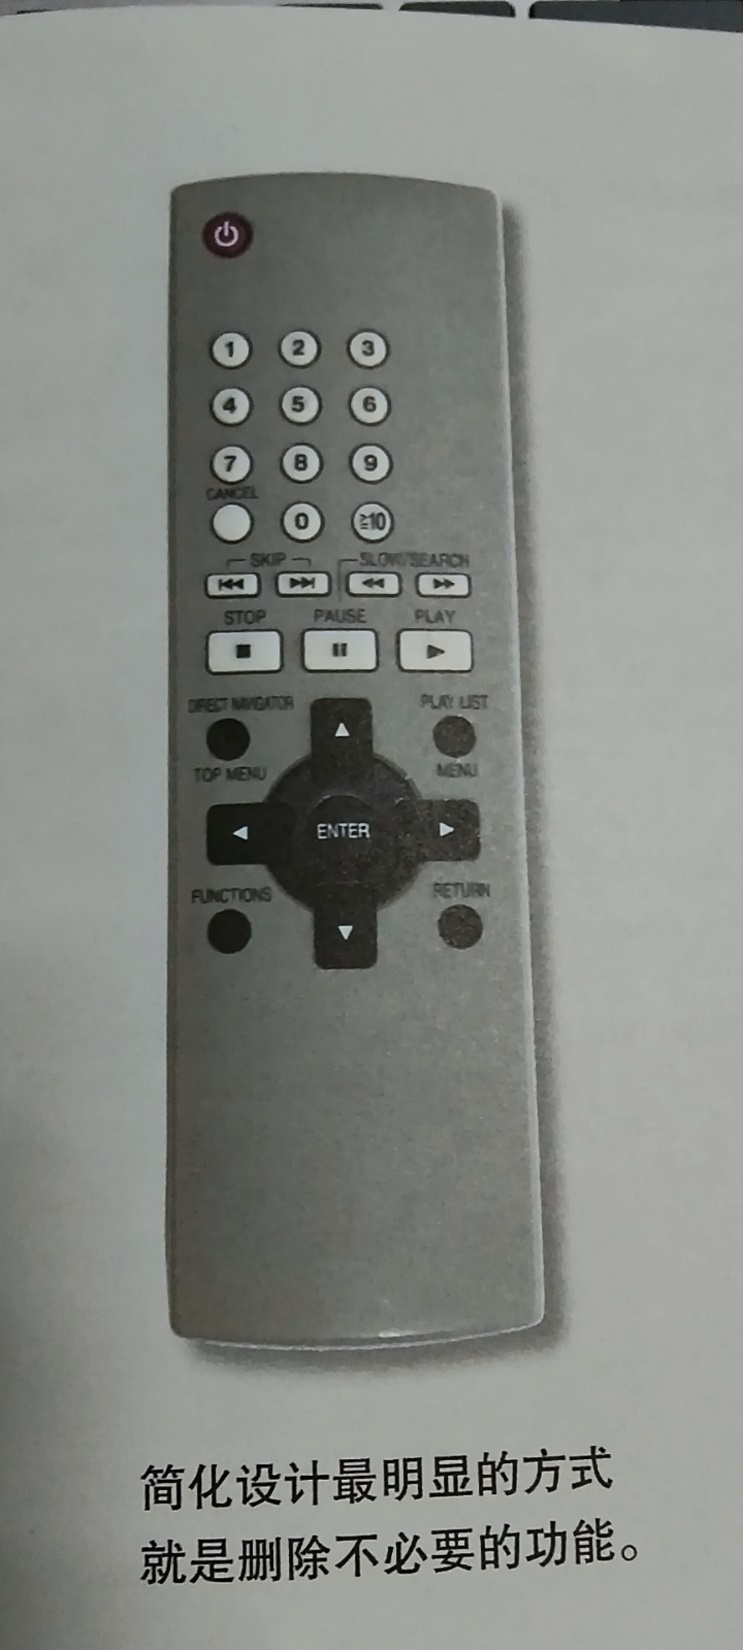 1 2 3
4 5 6
7 8 9
CANCEL
0 ≧10
SKIP SLOW/SEARCH
STOP PAUSE PLAY
DIRECT NAVIGATOR PLAY LIST
TOP MENU MENU
ENTER
FUNCTIONS RETURN
简化设计最明显的方式
就是删除不必要的功能。